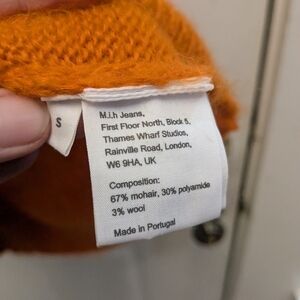 S
M.i.h Jeans,
First Floor North, Block 5,
Thames Wharf Studios,
Rainville Road, London,
W6 9HA, UK
Composition:
67% mohair, 30% polyamide
3% wool
Made in Portugal